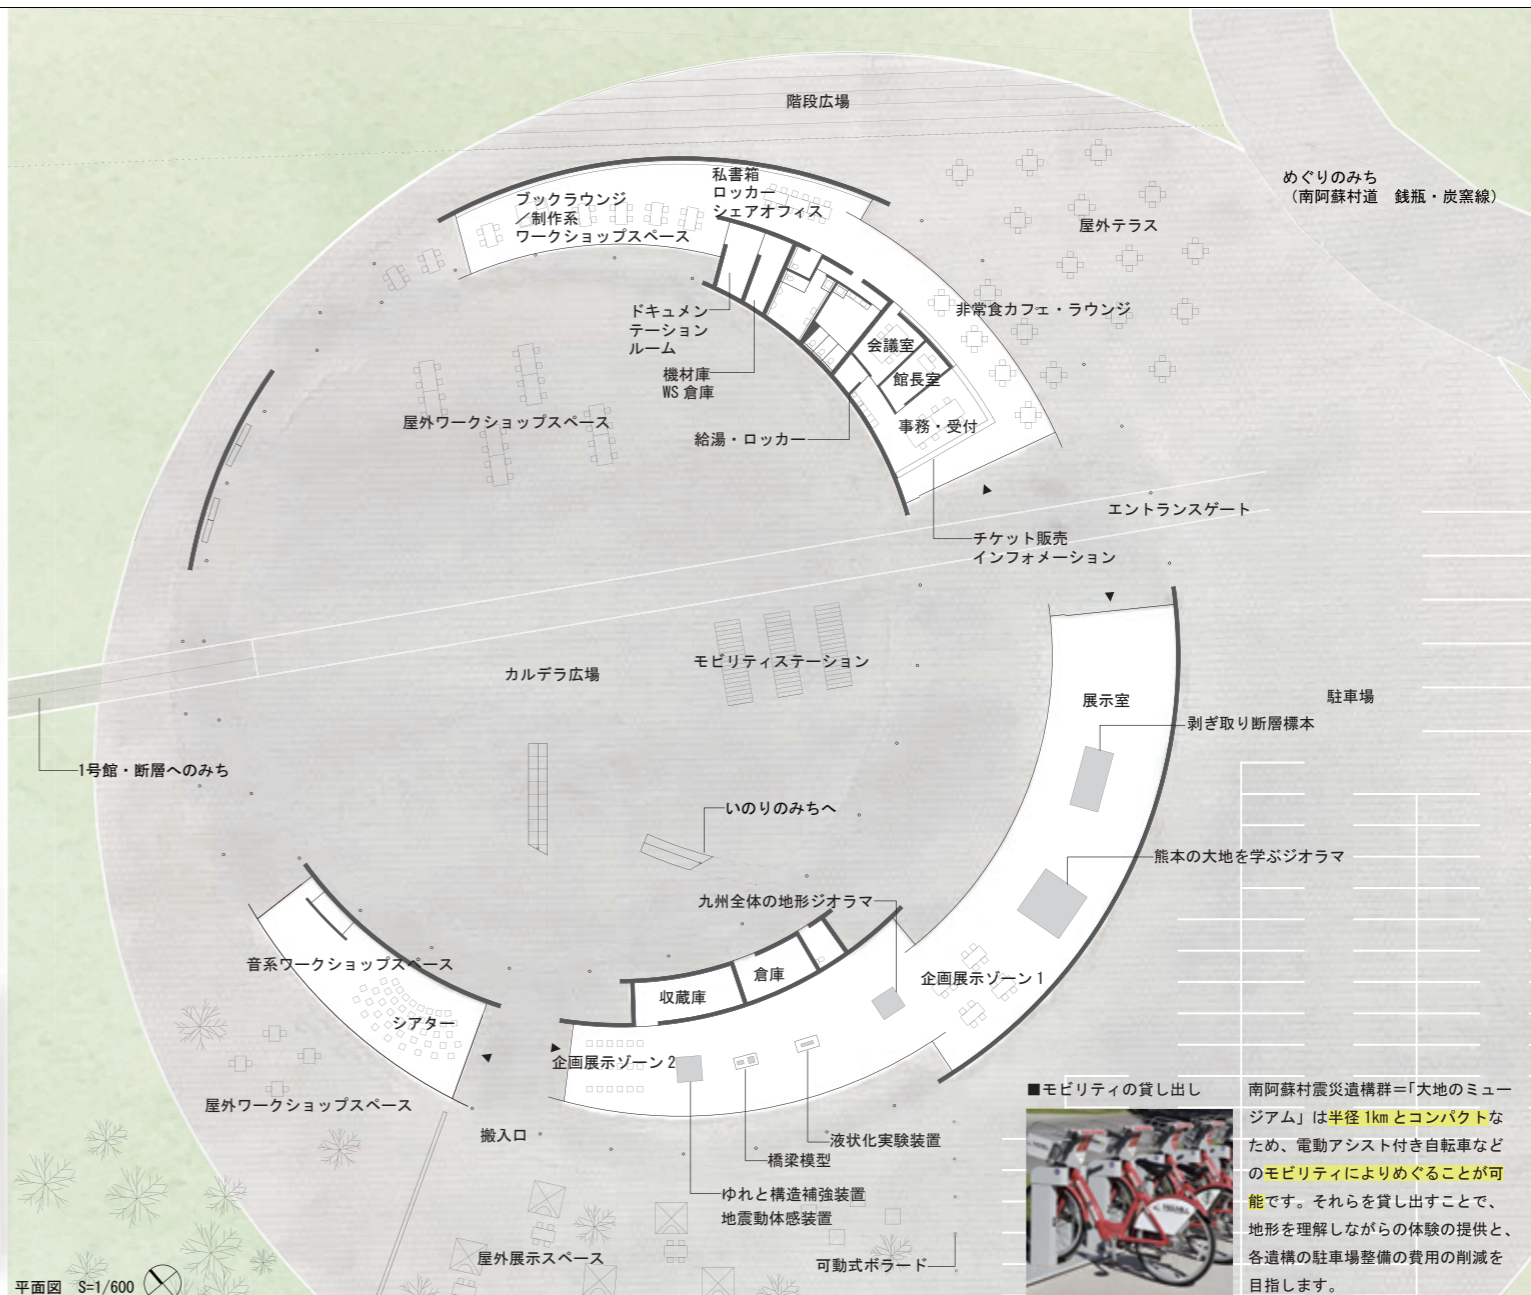 階段広場
めぐりのみち
（南阿蘇村道　銭瓶・炭窯線）
屋外テラス
私書箱
ロッカー
シェアオフィス
ブックラウンジ
／制作系
ワークショップスペース
非常食カフェ・ラウンジ
ドキュメン
テーション
ルーム
機材庫
WS 倉庫
会議室
館長室
事務・受付
給湯・ロッカー
屋外ワークショップスペース
エントランスゲート
チケット販売
インフォメーション
カルデラ広場
モビリティステーション
展示室
駐車場
剥ぎ取り断層標本
1号館・断層へのみち
いのりのみちへ
熊本の大地を学ぶジオラマ
九州全体の地形ジオラマ
音系ワークショップスペース
シアター
収蔵庫
倉庫
企画展示ゾーン 1
企画展示ゾーン 2
屋外ワークショップスペース
搬入口
液状化実験装置
橋梁模型
ゆれと構造補強装置
地震動体感装置
屋外展示スペース
可動式ボラード
平面図　S=1/600
■モビリティの貸し出し
南阿蘇村震災遺構群＝「大地のミュー
ジアム」は半径 1km とコンパクトな
ため、電動アシスト付き自転車など
のモビリティによりめぐることが可
能です。それらを貸し出すことで、
地形を理解しながらの体験の提供と、
各遺構の駐車場整備の費用の削減を
目指します。